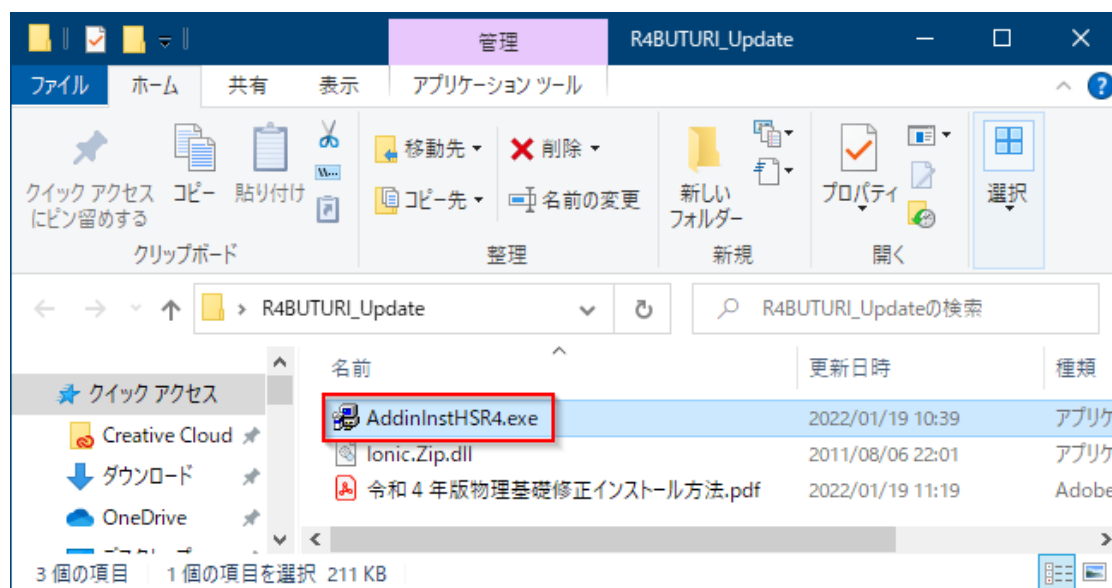 管理
R4BUTURI_Update
ファイル
ホーム
共有
表示
アプリケーション ツール
クイック アクセス
にピン留めする
コピー
貼り付け
クリップボード
移動先
コピー先
削除
名前の変更
整理
新しい
フォルダー
新規
プロパティ
開く
選択
R4BUTURI_Update
R4BUTURI_Updateの検索
クイック アクセス
Creative Cloud
ダウンロード
OneDrive
名前
更新日時
種類
AddinInstHSR4.exe
2022/01/19 10:39
アプリケ
Ionic.Zip.dll
2011/08/06 22:01
アプリケ
令和４年版物理基礎修正インストール方法.pdf
2022/01/19 11:19
Adobe
3 個の項目
1 個の項目を選択 211 KB